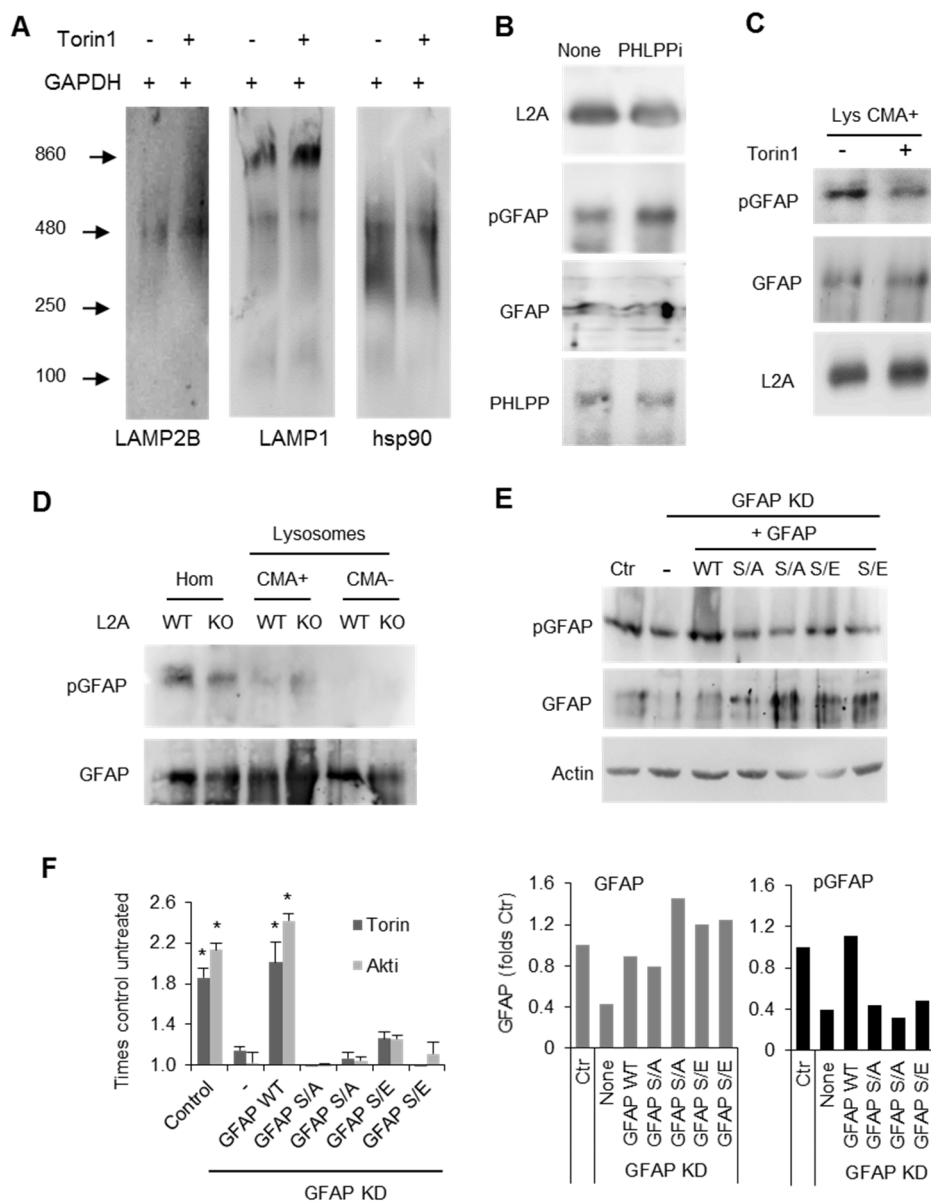 A
Torin1 - + - + - +
GAPDH + + + + + +
860
480
250
100
LAMP2B LAMP1 hsp90
B
None PHLPPi
L2A
pGFAP
GFAP
PHLPP
C
Lys CMA+
Torin1 - +
pGFAP
GFAP
L2A
D
Lysosomes
Hom CMA+ CMA-
L2A WT KO WT KO WT KO
pGFAP
GFAP
E
GFAP KD
+ GFAP
Ctr - WT S/A S/A S/E S/E
pGFAP
GFAP
Actin
F
Times control untreated
3.0
2.6
2.2
1.8
1.4
1.0
* * * *
Torin
Akti
Control - GFAP WT GFAP S/A GFAP S/A GFAP S/E GFAP S/E
GFAP KD
GFAP
GFAP (folds Ctr)
1.6
1.2
0.8
0.4
0
Ctr None GFAP WT GFAP S/A GFAP S/A GFAP S/E GFAP S/E
GFAP KD
pGFAP
1.6
1.2
0.8
0.4
0
Ctr None GFAP WT GFAP S/A GFAP S/A GFAP S/E
GFAP KD